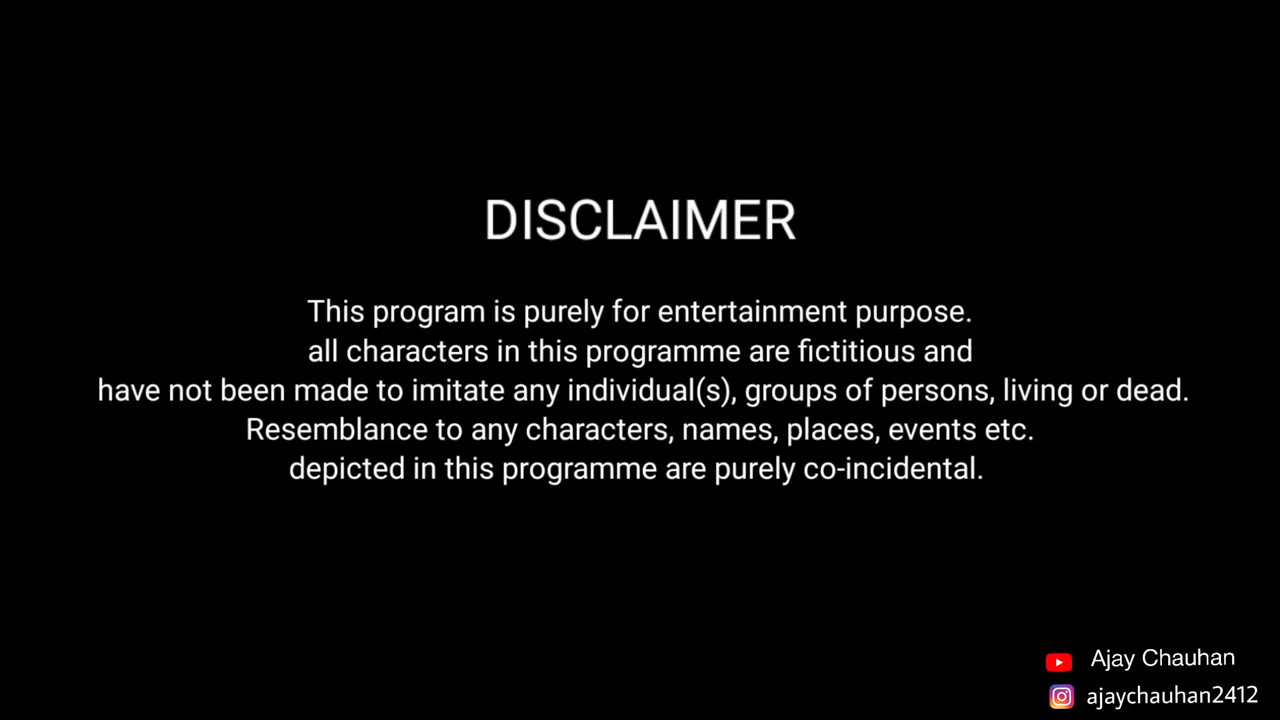 DISCLAIMER
This program is purely for entertainment purpose.
all characters in this programme are fictitious and
have not been made to imitate any individual(s), groups of persons, living or dead.
Resemblance to any characters, names, places, events etc.
depicted in this programme are purely co-incidental.
Ajay Chauhan
ajaychauhan2412